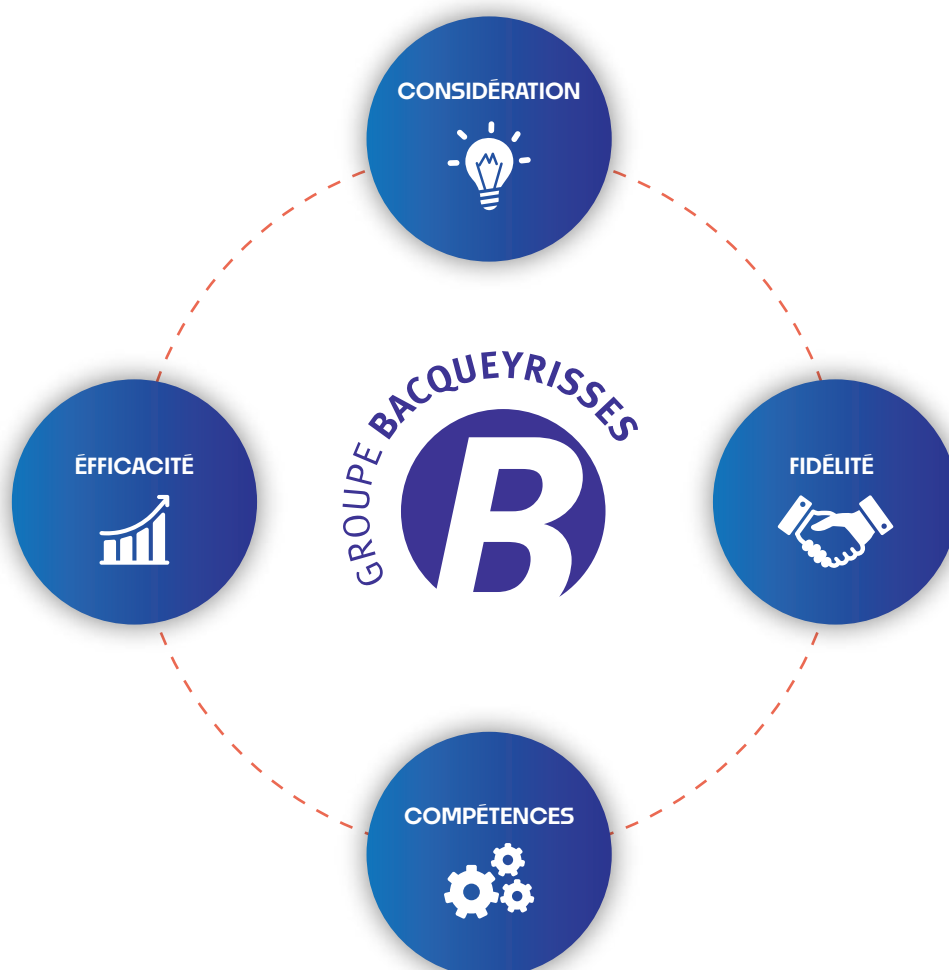 CONSIDÉRATION
GROUPE BACQUEYRISSES
B
ÉFFICACITÉ
FIDÉLITÉ
COMPÉTENCES